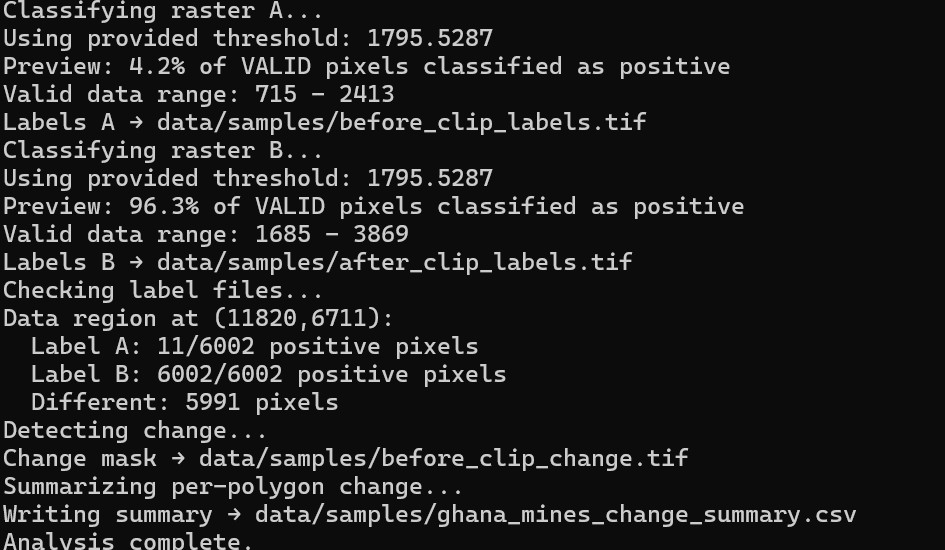 Classifying raster A...
Using provided threshold: 1795.5287
Preview: 4.2% of VALID pixels classified as positive
Valid data range: 715 – 2413
Labels A → data/samples/before_clip_labels.tif
Classifying raster B...
Using provided threshold: 1795.5287
Preview: 96.3% of VALID pixels classified as positive
Valid data range: 1685 – 3869
Labels B → data/samples/after_clip_labels.tif
Checking label files...
Data region at (11820,6711):
  Label A: 11/6002 positive pixels
  Label B: 6002/6002 positive pixels
  Different: 5991 pixels
Detecting change...
Change mask → data/samples/before_clip_change.tif
Summarizing per-polygon change...
Writing summary → data/samples/ghana_mines_change_summary.csv
Analysis complete.